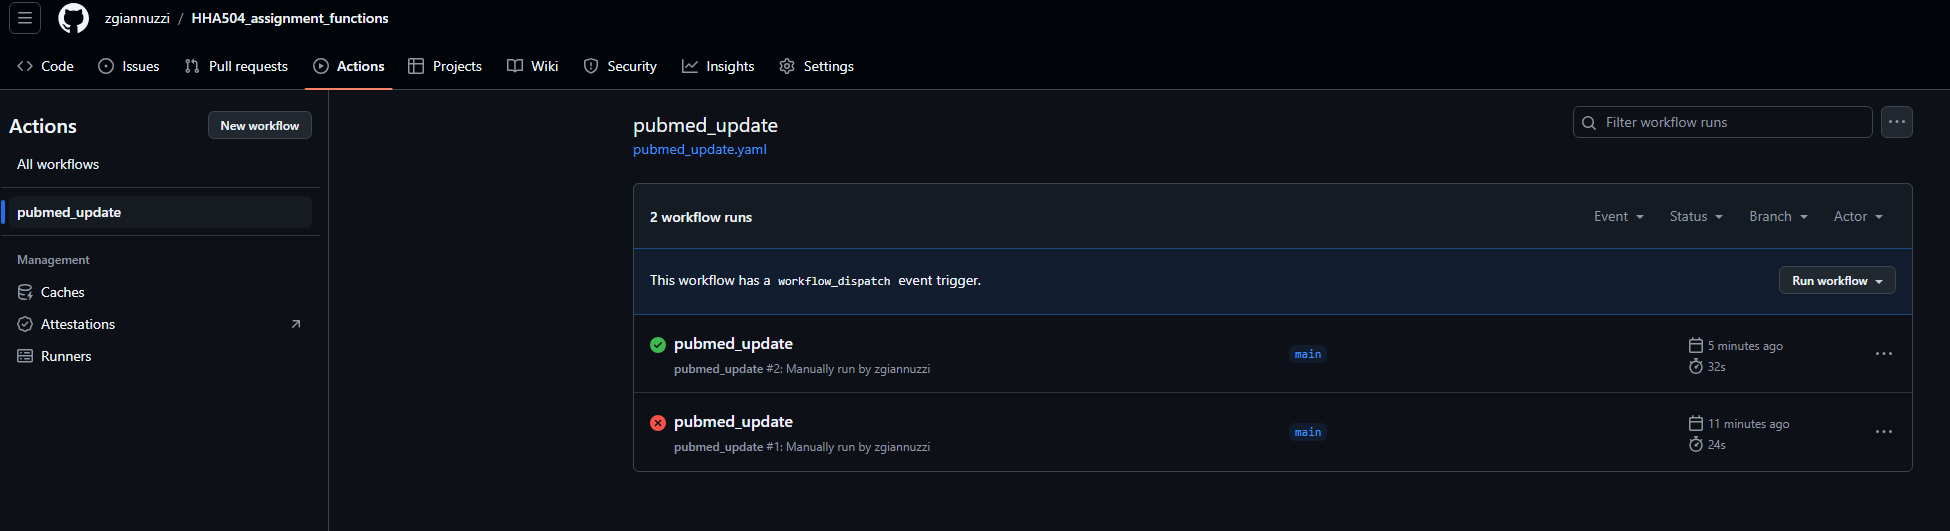 zgiannuzzi / HHA504_assignment_functions
Code Issues Pull requests Actions Projects Wiki Security Insights Settings
Actions
New workflow
All workflows
pubmed_update
Management
Caches
Attestations
Runners
pubmed_update
pubmed_update.yaml
Filter workflow runs
2 workflow runs
Event Status Branch Actor
This workflow has a workflow_dispatch event trigger.
Run workflow
pubmed_update
pubmed_update #2: Manually run by zgiannuzzi
main
5 minutes ago
32s
pubmed_update
pubmed_update #1: Manually run by zgiannuzzi
main
11 minutes ago
24s